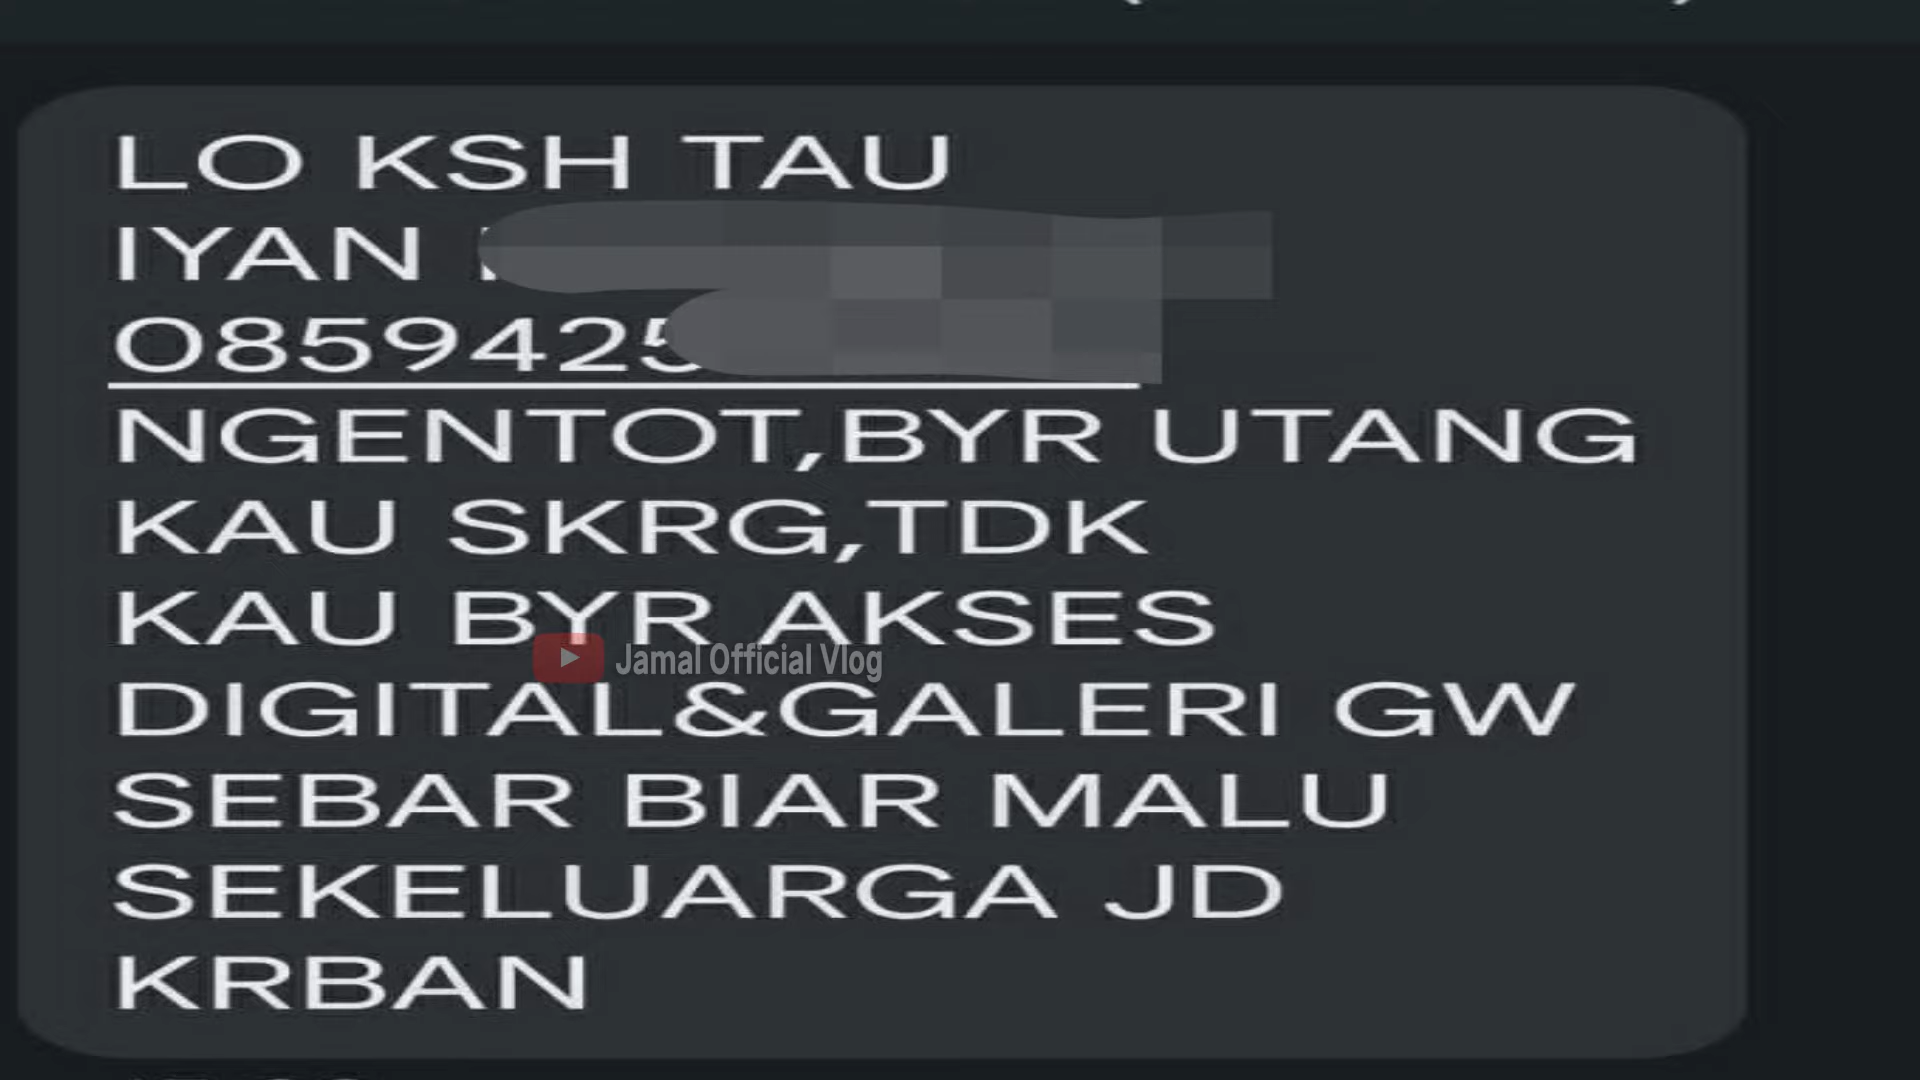 LO KSH TAU
IYAN
085942
NGENTOT,BYR UTANG
KAU SKRG,TDK
KAU BYR AKSES
Jamal Official Vlog
DIGITAL&GALERI GW
SEBAR BIAR MALU
SEKELUARGA JD
KRBAN